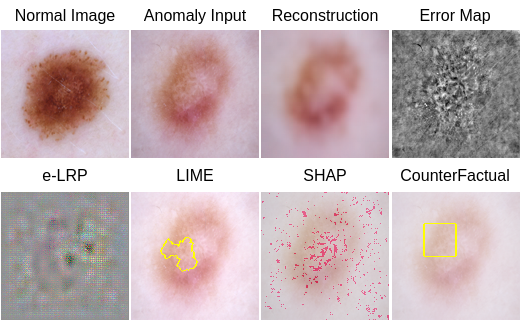 Normal Image
Anomaly Input
Reconstruction
Error Map
e-LRP
LIME
SHAP
CounterFactual